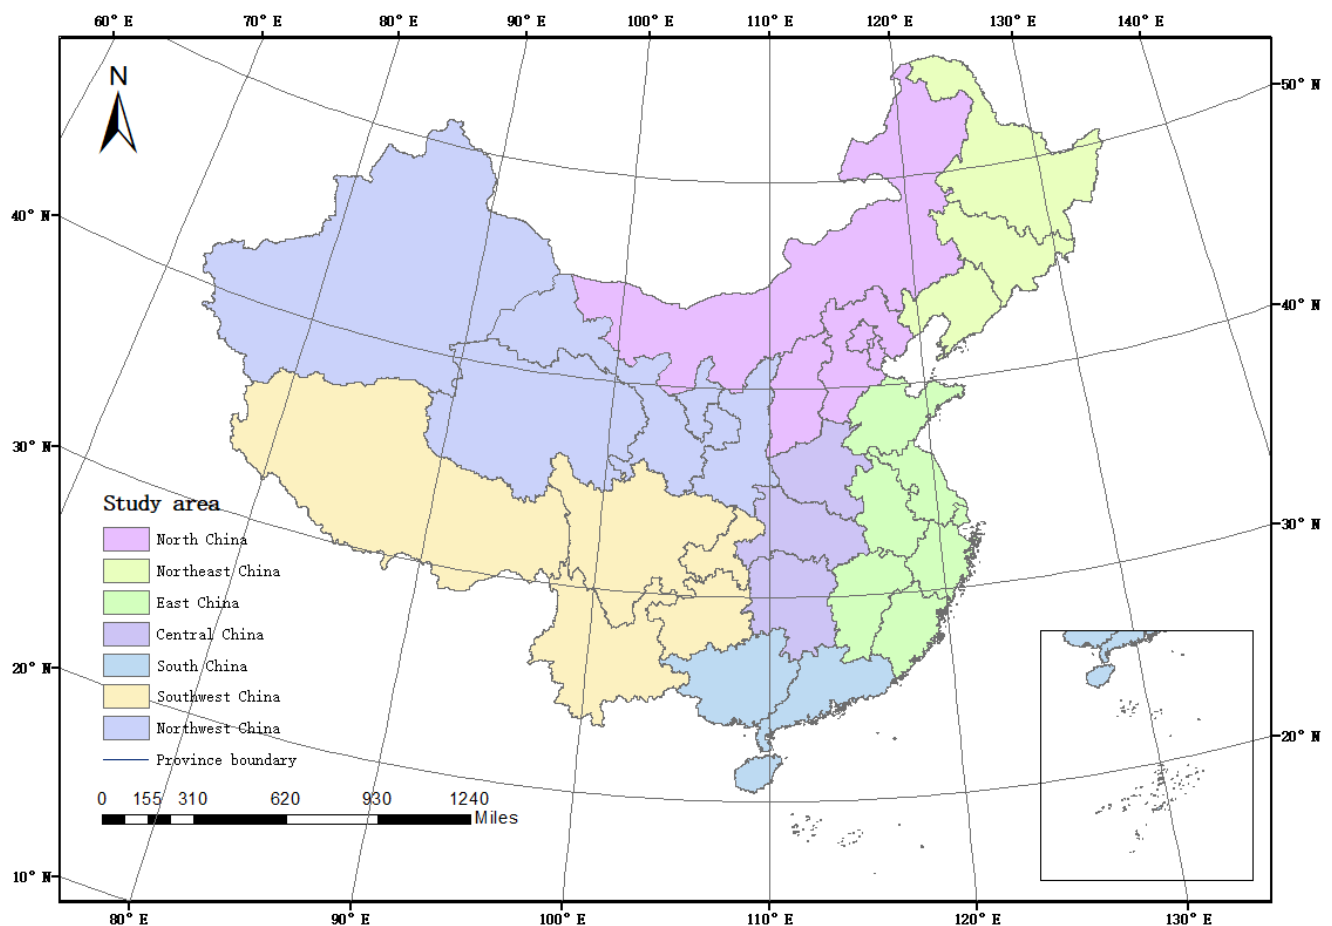 60° E 70° E 80° E 90° E 100° E 110° E 120° E 130° E 140° E
N
50° N
40° N
40° N
30° N
Study area
North China
30° N
Northeast China
East China
Central China
20° N
South China
Southwest China
Northwest China
20° N
Province boundary
0 155 310 620 930 1240
Miles
10° N
80° E 90° E 100° E 110° E 120° E 130° E